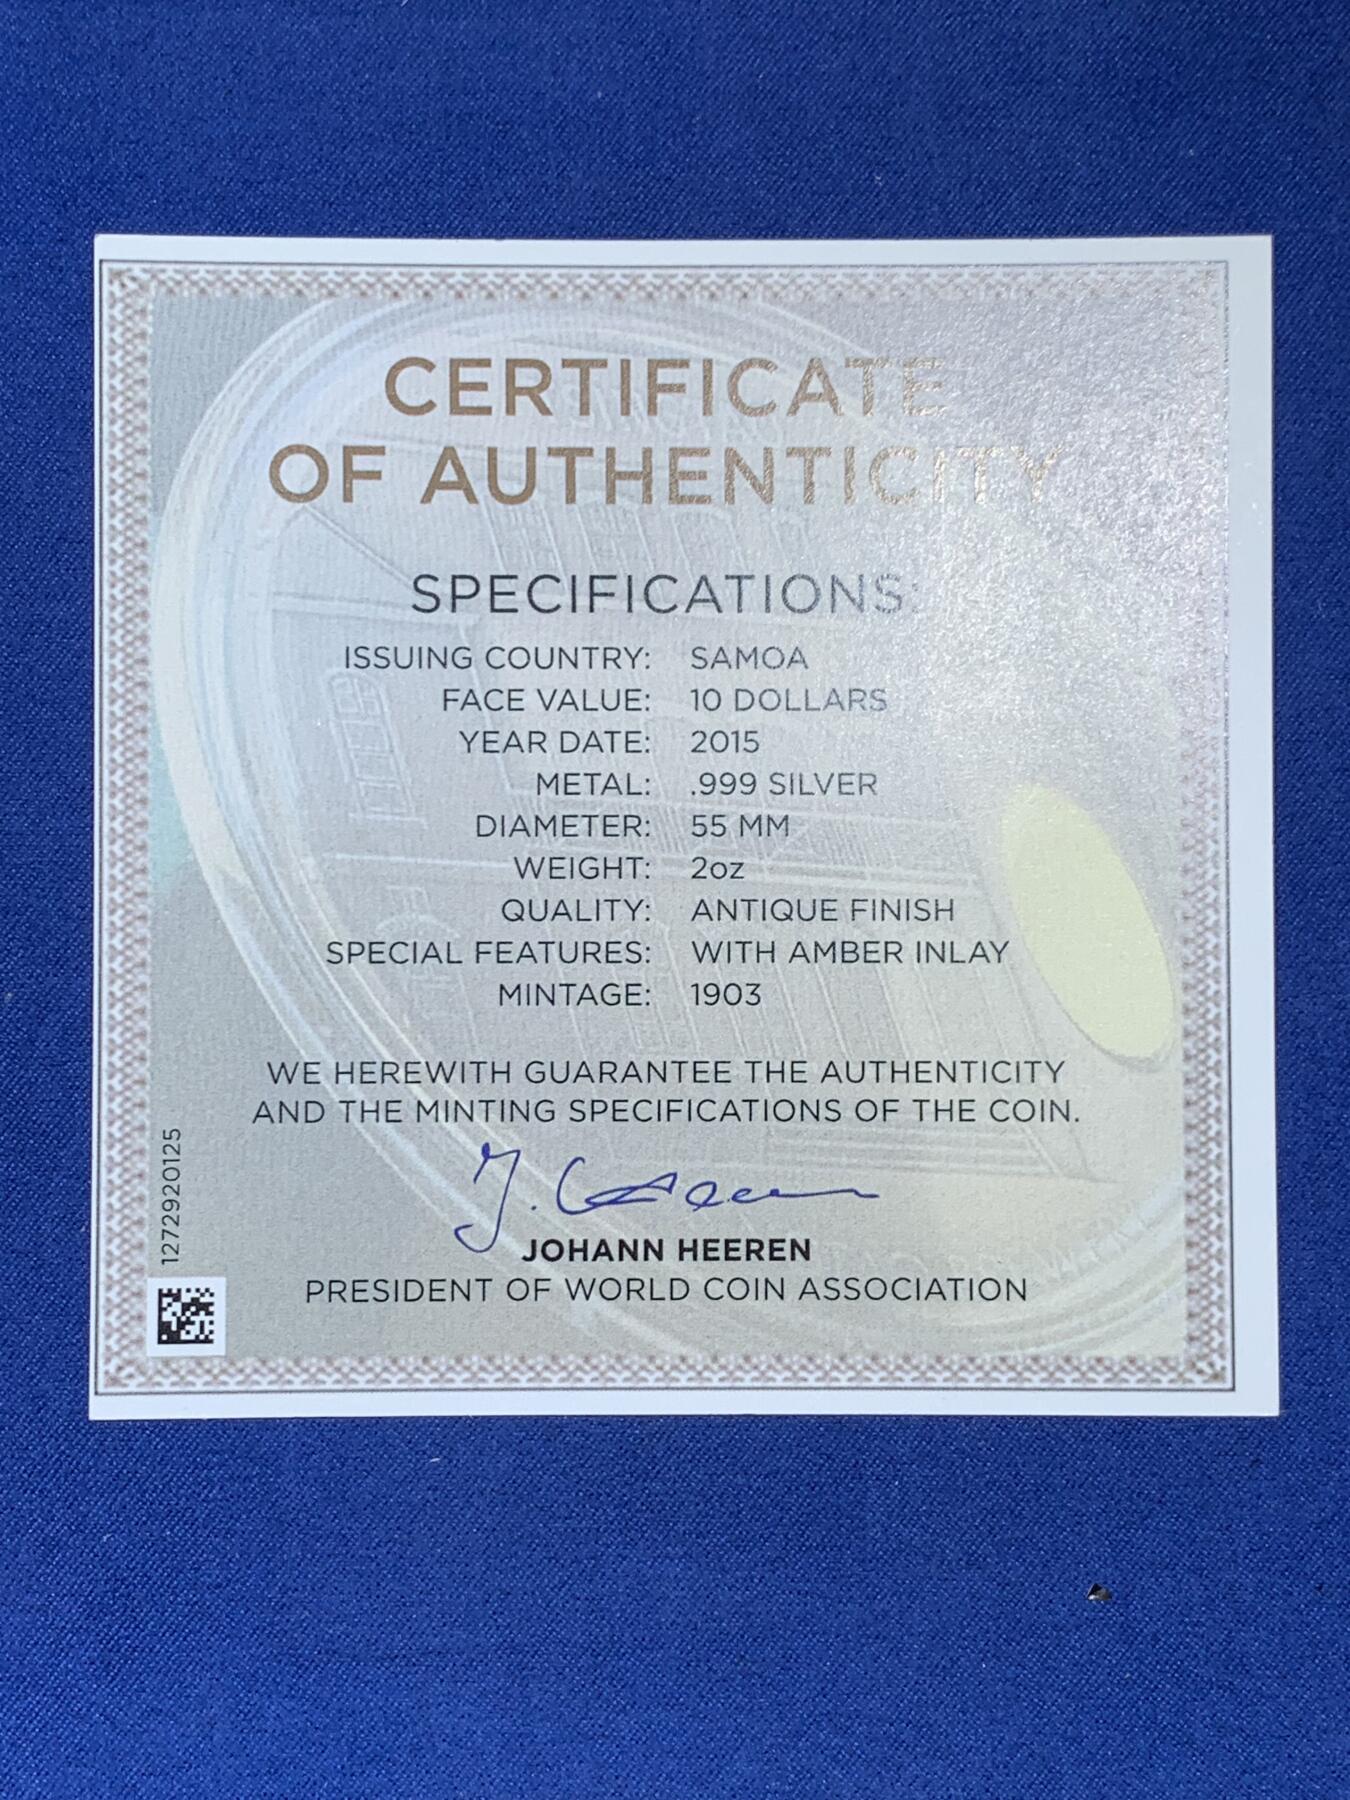 CERTIFICATE
OF AUTHENTICITY
SPECIFICATIONS:
ISSUING COUNTRY: SAMOA
FACE VALUE: 10 DOLLARS
YEAR DATE: 2015
METAL: .999 SILVER
DIAMETER: 55 MM
WEIGHT: 2oz
QUALITY: ANTIQUE FINISH
SPECIAL FEATURES: WITH AMBER INLAY
MINTAGE: 1903
WE HEREWITH GUARANTEE THE AUTHENTICITY
AND THE MINTING SPECIFICATIONS OF THE COIN.
J. Heeren
JOHANN HEEREN
PRESIDENT OF WORLD COIN ASSOCIATION
1272920125